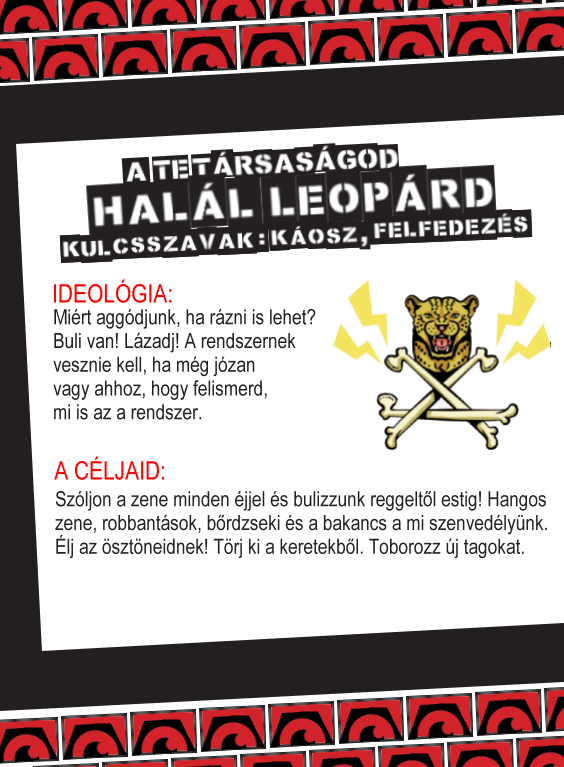 A TE TÁRSASÁGOD
HALÁL LEOPÁRD
KULCSSZAVAK: KÁOSZ, FELFEDEZÉS
IDEOLÓGIA:
Miért aggódjunk, ha rázni is lehet?
Buli van! Lázadj! A rendszernek
vesznie kell, ha még józan
vagy ahhoz, hogy felismerd,
mi is az a rendszer.
A CÉLJAID:
Szóljon a zene minden éjjel és bulizzunk reggeltől estig! Hangos
zene, robbantások, bőrdzseki és a bakancs a mi szenvedélyünk.
Élj az ösztöneidnek! Törj ki a keretekből. Toborozz új tagokat.